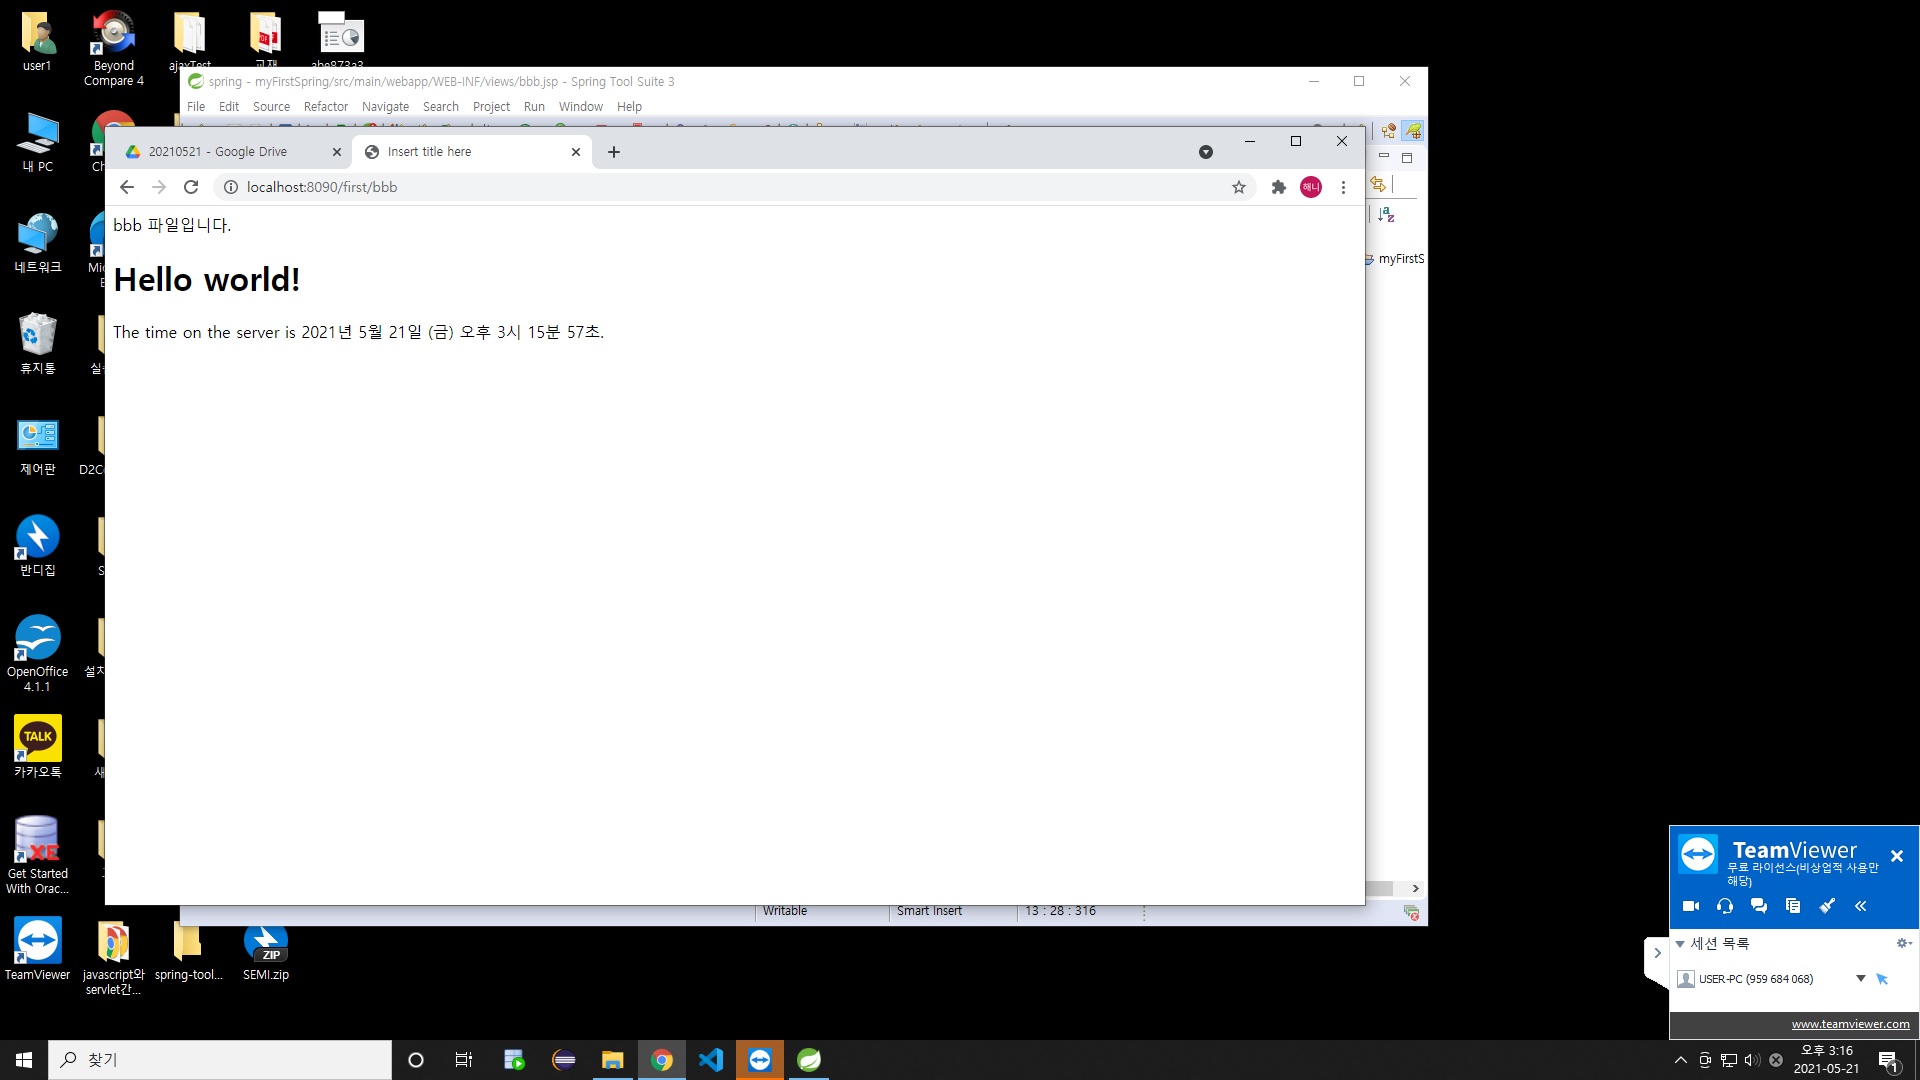 user1
Beyond
Compare 4
ajaxTest
교재
spring - myFirstSpring/src/main/webapp/WEB-INF/views/bbb.jsp - Spring Tool Suite 3
File Edit Source Refactor Navigate Search Project Run Window Help
20210521 - Google Drive
Insert title here
localhost:8090/first/bbb
해니
bbb 파일입니다.
Hello world!
The time on the server is 2021년 5월 21일 (금) 오후 3시 15분 57초.
myFirstS
내 PC
네트워크
휴지통
제어판
반디집
OpenOffice
4.1.1
TALK
카카오톡
XE
Get Started
With Orac...
Writable
Smart Insert
13 : 28 : 316
TeamViewer
javascript와
servlet간...
spring-tool...
ZIP
SEMI.zip
TeamViewer
무료 라이선스(비상업적 사용만
해당)
세션 목록
USER-PC (959 684 068)
www.teamviewer.com
찾기
오후 3:16
2021-05-21
1